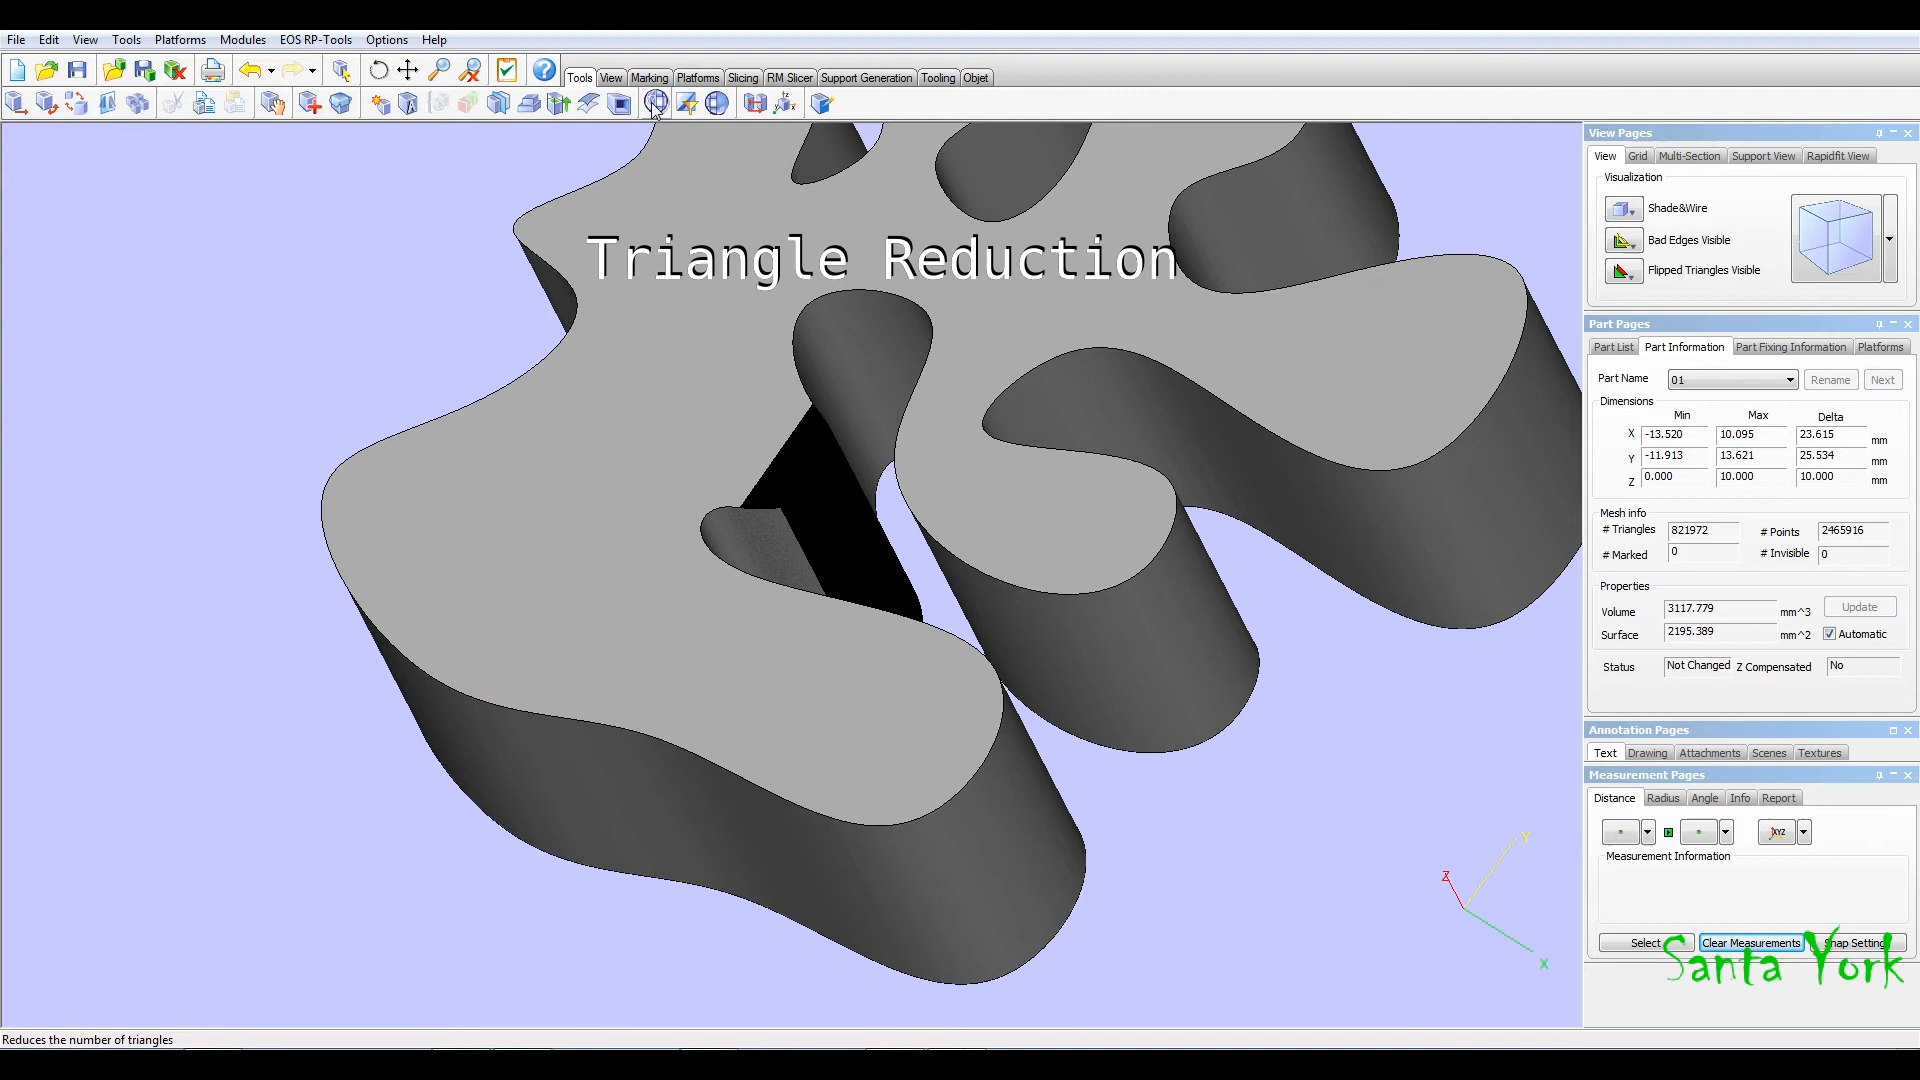 File Edit View Tools Platforms Modules EOS RP-Tools Options Help
Tools View Marking Platforms Slicing RM Slicer Support Generation Tooling Objet
Triangle Reduction
View Pages
View Grid Multi-Section Support View Rapidfit View
Visualization
Shade&Wire
Bad Edges Visible
Flipped Triangles Visible
Part Pages
Part List Part Information Part Fixing Information Platforms
Part Name 01 Rename Next
Dimensions
Min Max Delta
X -13.520 10.095 23.615 mm
Y -11.913 13.621 25.534 mm
Z 0.000 10.000 10.000 mm
Mesh info
# Triangles 821972 # Points 2465916
# Marked 0 # Invisible 0
Properties
Volume 3117.779 mm^3 Update
Surface 2195.389 mm^2 Automatic
Status Not Changed Z Compensated No
Annotation Pages
Text Drawing Attachments Scenes Textures
Measurement Pages
Distance Radius Angle Info Report
XYZ
Measurement Information
Select Clear Measurements Snap Setting
Santa York
Z Y X
Reduces the number of triangles